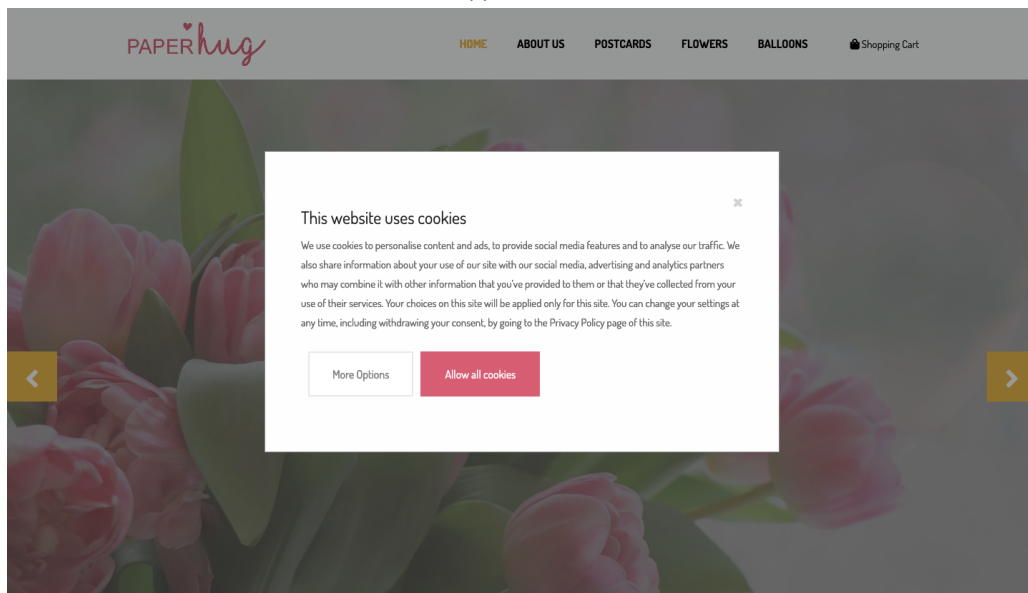 PAPER hug
HOME ABOUT US POSTCARDS FLOWERS BALLOONS Shopping Cart
This website uses cookies
We use cookies to personalise content and ads, to provide social media features and to analyse our traffic. We
also share information about your use of our site with our social media, advertising and analytics partners
who may combine it with other information that you've provided to them or that they've collected from your
use of their services. Your choices on this site will be applied only for this site. You can change your settings at
any time, including withdrawing your consent, by going to the Privacy Policy page of this site.
More Options
Allow all cookies